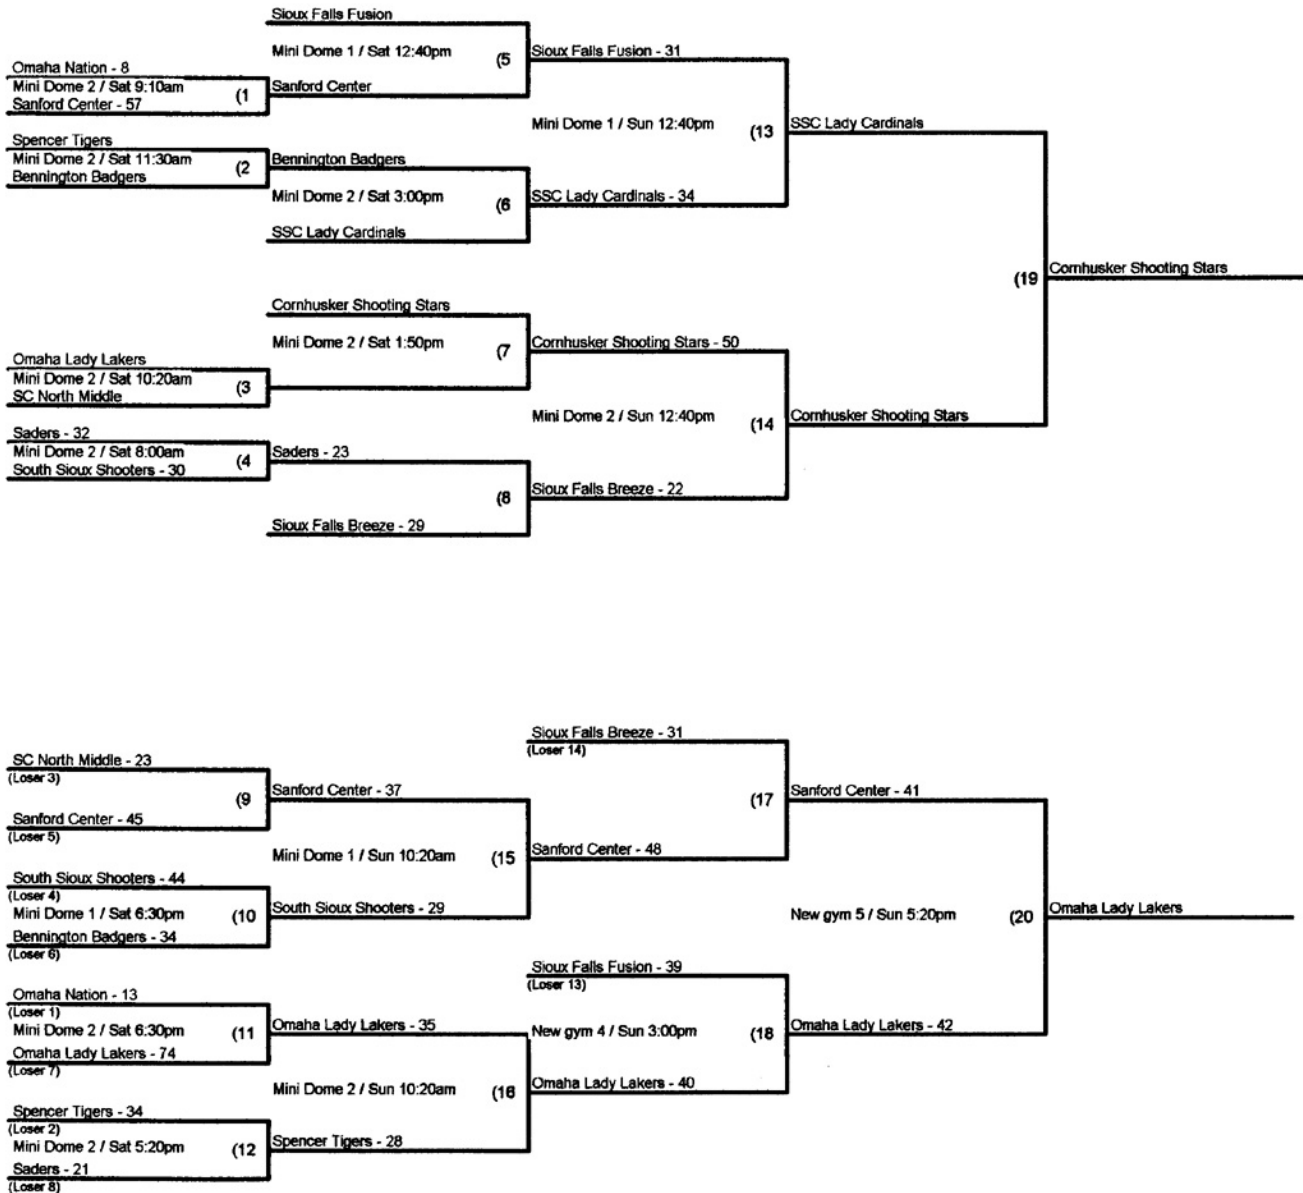 Sioux Falls Fusion
Mini Dome 1 / Sat 12:40pm
(5
Sioux Falls Fusion - 31
Omaha Nation - 8
Mini Dome 2 / Sat 9:10am
(1
Sanford Center
Sanford Center - 57
Mini Dome 1 / Sun 12:40pm
(13
SSC Lady Cardinals
Spencer Tigers
Mini Dome 2 / Sat 11:30am
(2
Bennington Badgers
Bennington Badgers
Mini Dome 2 / Sat 3:00pm
(6
SSC Lady Cardinals - 34
SSC Lady Cardinals
(19
Cornhusker Shooting Stars
Cornhusker Shooting Stars
Mini Dome 2 / Sat 1:50pm
(7
Cornhusker Shooting Stars - 50
Omaha Lady Lakers
Mini Dome 2 / Sat 10:20am
(3
SC North Middle
Mini Dome 2 / Sun 12:40pm
(14
Cornhusker Shooting Stars
Saders - 32
Mini Dome 2 / Sat 8:00am
(4
Saders - 23
South Sioux Shooters - 30
(8
Sioux Falls Breeze - 22
Sioux Falls Breeze - 29
Sioux Falls Breeze - 31
(Loser 14)
SC North Middle - 23
(Loser 3)
(9
Sanford Center - 37
(17
Sanford Center - 41
Sanford Center - 45
(Loser 5)
Mini Dome 1 / Sun 10:20am
(15
Sanford Center - 48
South Sioux Shooters - 44
(Loser 4)
Mini Dome 1 / Sat 6:30pm
(10
South Sioux Shooters - 29
Bennington Badgers - 34
(Loser 6)
New gym 5 / Sun 5:20pm
(20
Omaha Lady Lakers
Sioux Falls Fusion - 39
(Loser 13)
Omaha Nation - 13
(Loser 1)
Mini Dome 2 / Sat 6:30pm
(11
Omaha Lady Lakers - 35
New gym 4 / Sun 3:00pm
(18
Omaha Lady Lakers - 42
Omaha Lady Lakers - 74
(Loser 7)
Mini Dome 2 / Sun 10:20am
(16
Omaha Lady Lakers - 40
Spencer Tigers - 34
(Loser 2)
Mini Dome 2 / Sat 5:20pm
(12
Spencer Tigers - 28
Saders - 21
(Loser 8)